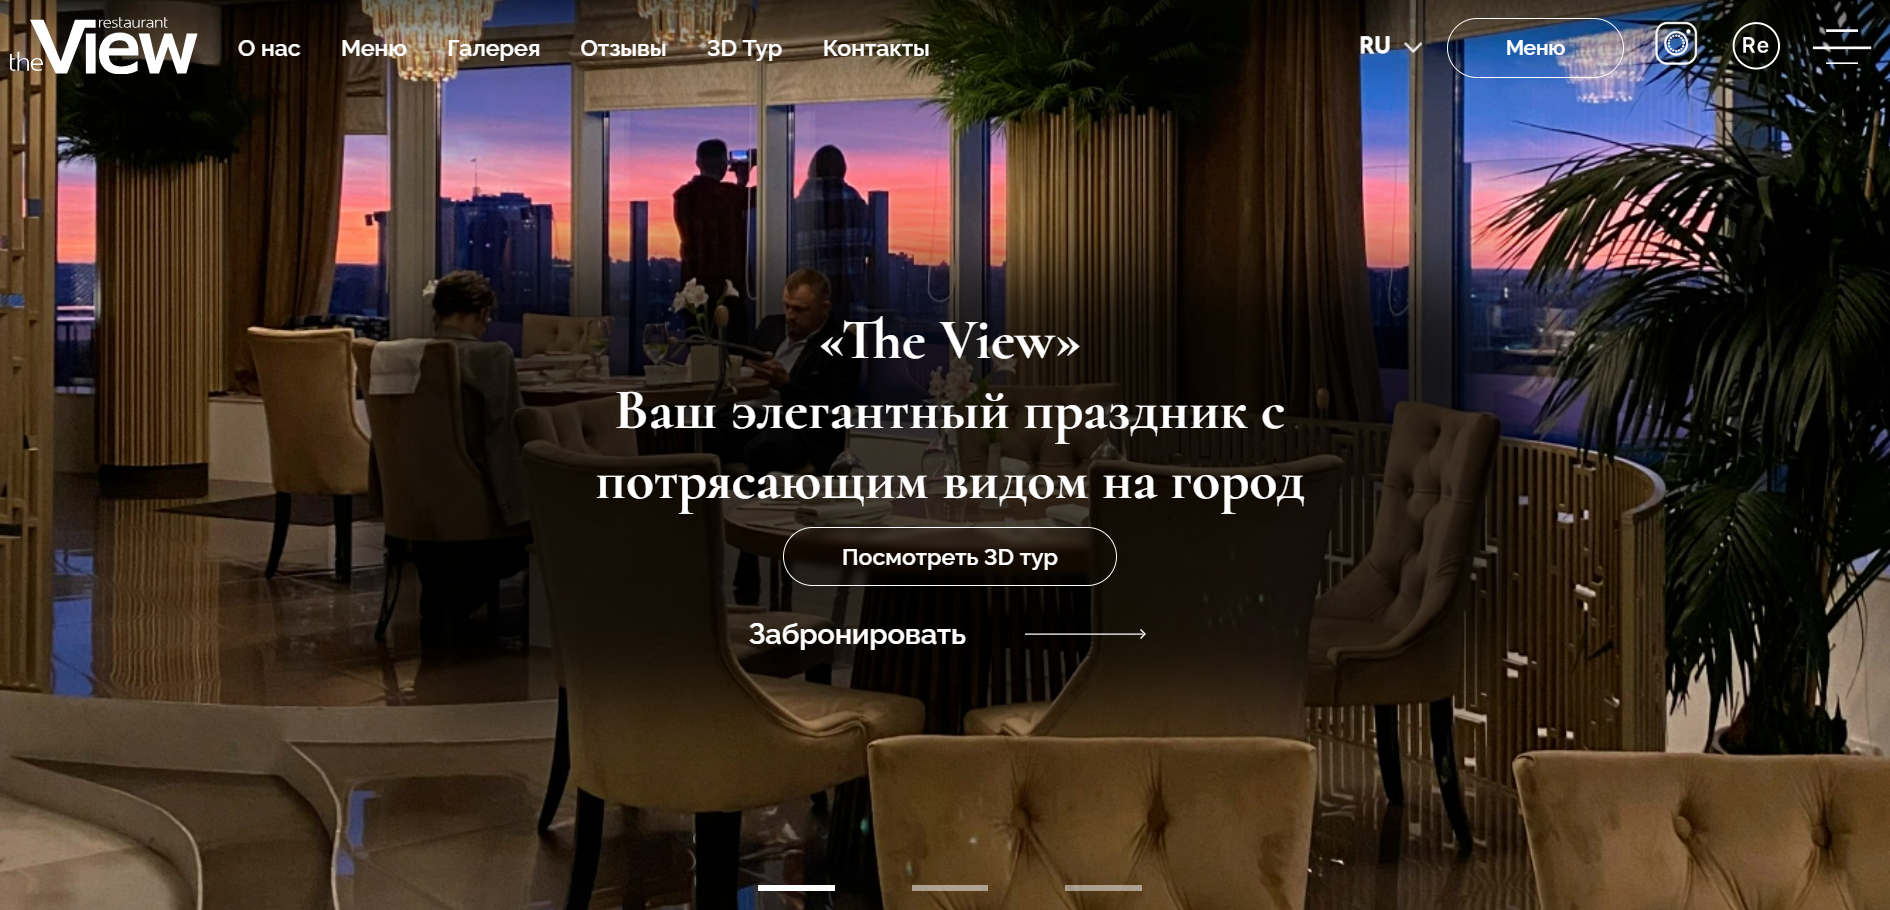 restaurant
the View
О нас
Меню
Галерея
Отзывы
3D Тур
Контакты
RU
Меню
Re
«The View»
Ваш элегантный праздник с
потрясающим видом на город
Посмотреть 3D тур
Забронировать